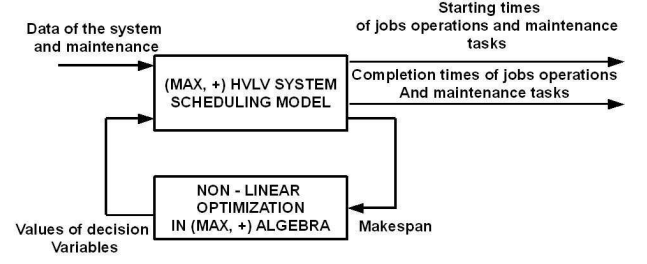 Starting times
of jobs operations and maintenance
tasks
Data of the system
and maintenance
Completion times of jobs operations
And maintenance tasks
(MAX, +) HVLV SYSTEM
SCHEDULING MODEL
NON - LINEAR
OPTIMIZATION
IN (MAX, +) ALGEBRA
Makespan
Values of decision
Variables